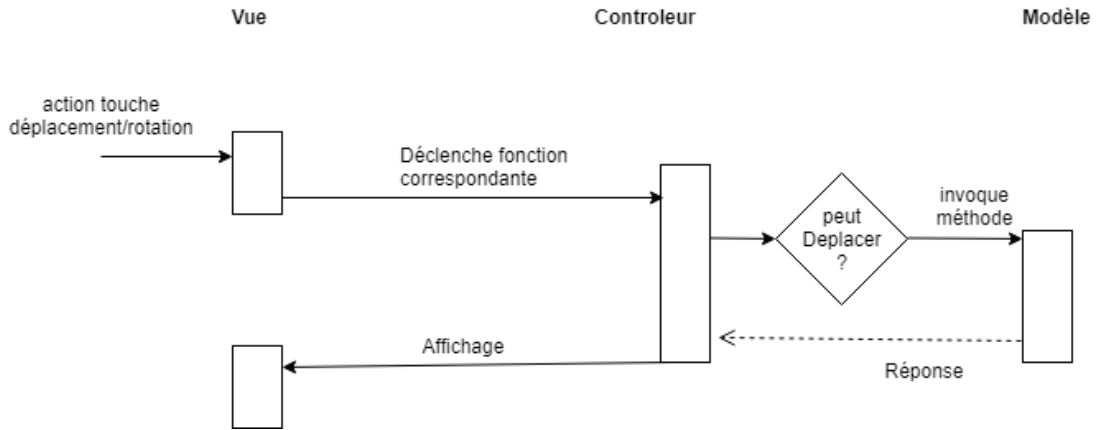 Vue
Controleur
Modèle
action touche
déplacement/rotation
Déclenche fonction
correspondante
peut
Deplacer
?
invoque
méthode
Affichage
Réponse